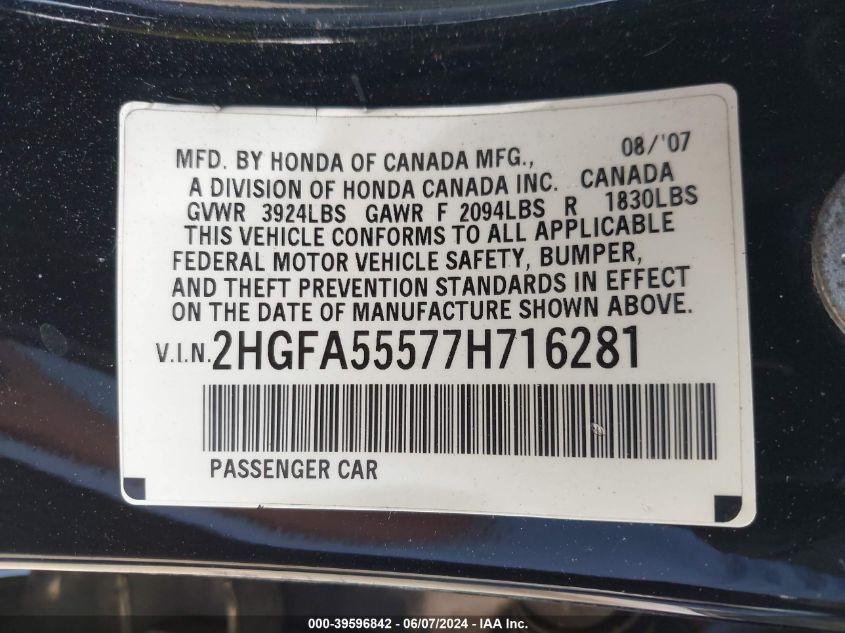 08/'07
MFD. BY HONDA OF CANADA MFG.,
A DIVISION OF HONDA CANADA INC. CANADA
GVWR 3924LBS GAWR F 2094LBS R 1830LBS
THIS VEHICLE CONFORMS TO ALL APPLICABLE
FEDERAL MOTOR VEHICLE SAFETY, BUMPER,
AND THEFT PREVENTION STANDARDS IN EFFECT
ON THE DATE OF MANUFACTURE SHOWN ABOVE.
V.I.N. 2HGFA55577H716281
PASSENGER CAR
000-39596842 - 06/07/2024 - IAA Inc.